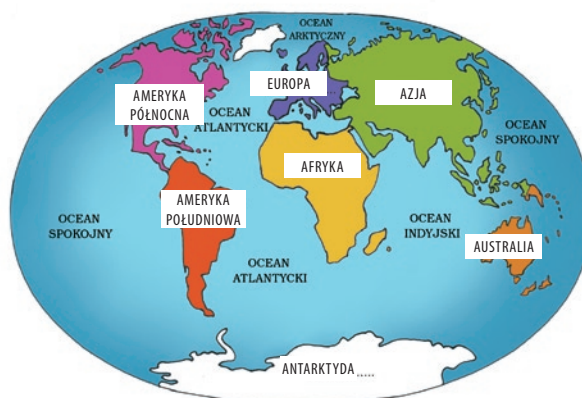 OCEAN
ARKTYCZNY
EUROPA
AZJA
AMERYKA
PÓŁNOCNA
OCEAN
ATLANTYCKI
OCEAN
SPOKOJNY
AFRYKA
AMERYKA
POŁUDNIOWA
OCEAN
SPOKOJNY
OCEAN
INDYJSKI
AUSTRALIA
OCEAN
ATLANTYCKI
ANTARKTYDA .....